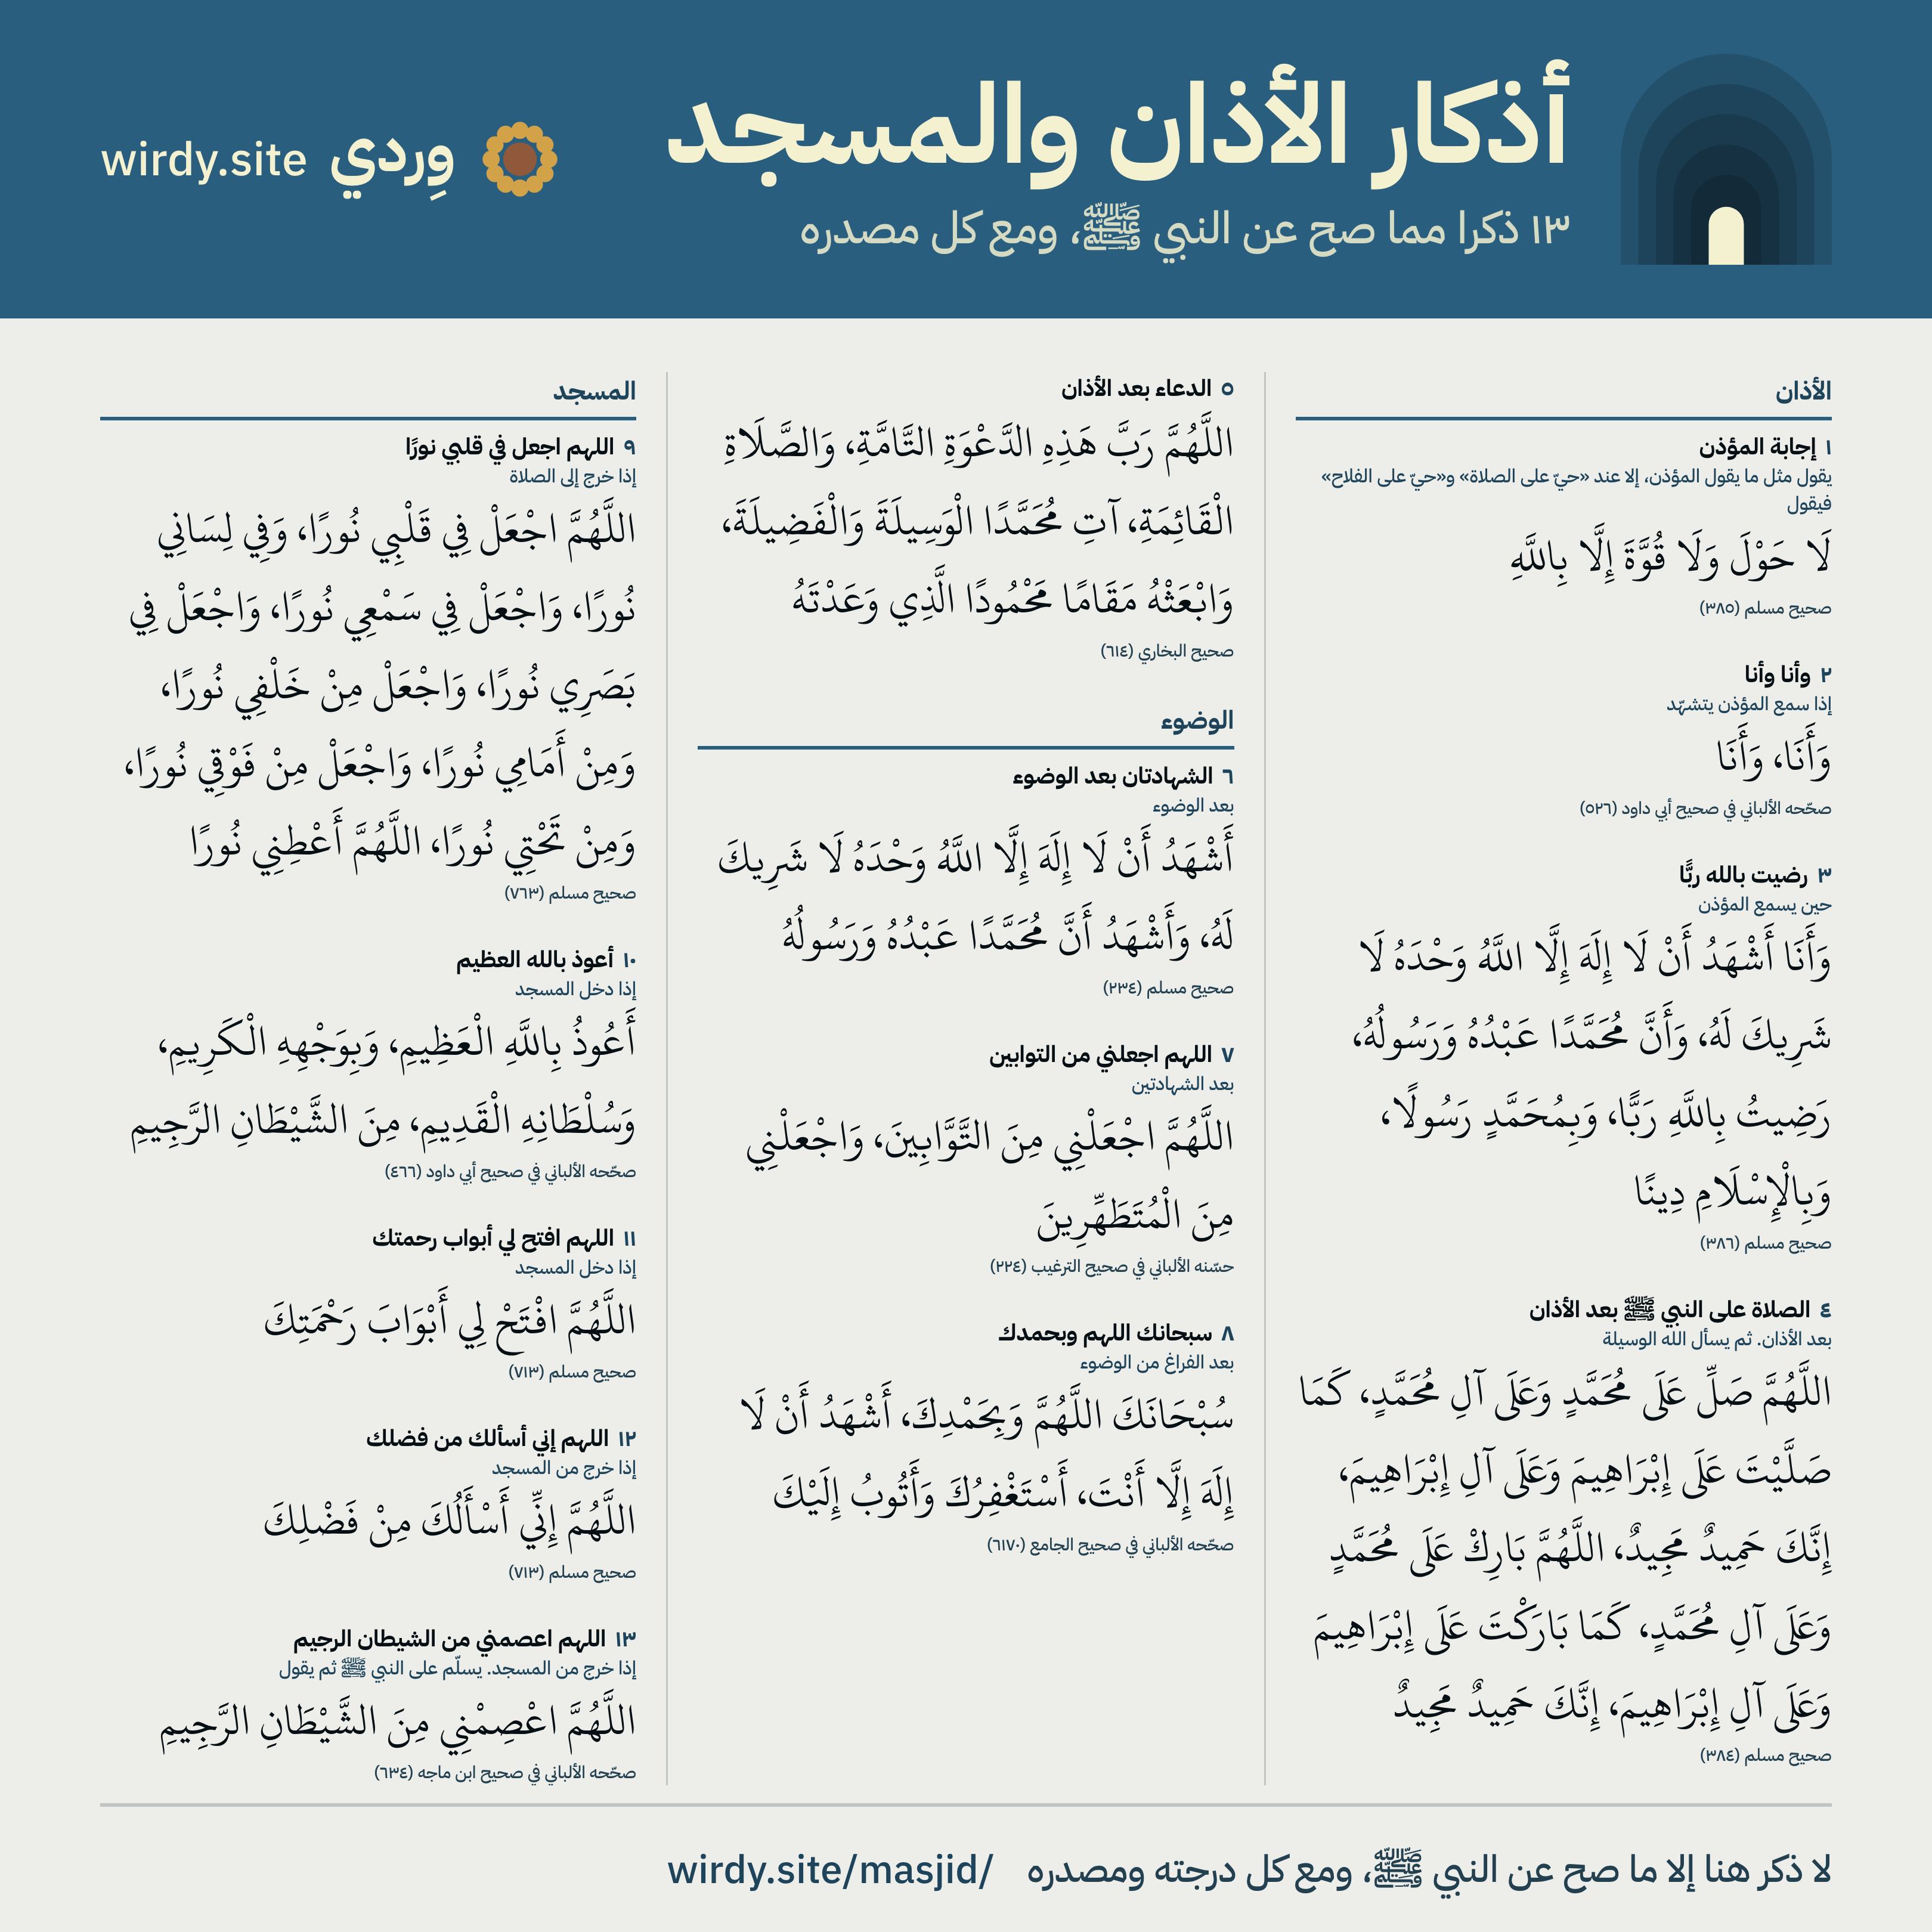 أذكار الأذان والمسجد
١٣ ذكرا مما صح عن النبي ﷺ، ومع كل مصدره
وِردي wirdy.site
الأذان
١ إجابة المؤذن
يقول مثل ما يقول المؤذن، إلا عند «حيّ على الصلاة» و«حيّ على الفلاح»
فيقول
لَا حَوْلَ وَلَا قُوَّةَ إِلَّا بِاللَّهِ
صحيح مسلم (٣٨٥)
٢ وأنا وأنا
إذا سمع المؤذن يتشهّد
وَأَنَا، وَأَنَا
صحّحه الألباني في صحيح أبي داود (٥٢٦)
٣ رضيت بالله ربًّا
حين يسمع المؤذن
وَأَنَا أَشْهَدُ أَنْ لَا إِلَهَ إِلَّا اللَّهُ وَحْدَهُ لَا
شَرِيكَ لَهُ، وَأَنَّ مُحَمَّدًا عَبْدُهُ وَرَسُولُهُ،
رَضِيتُ بِاللَّهِ رَبًّا، وَبِمُحَمَّدٍ رَسُولًا،
وَبِالْإِسْلَامِ دِينًا
صحيح مسلم (٣٨٦)
٤ الصلاة على النبي ﷺ بعد الأذان
بعد الأذان. ثم يسأل الله الوسيلة
اللَّهُمَّ صَلِّ عَلَى مُحَمَّدٍ وَعَلَى آلِ مُحَمَّدٍ، كَمَا
صَلَّيْتَ عَلَى إِبْرَاهِيمَ وَعَلَى آلِ إِبْرَاهِيمَ،
إِنَّكَ حَمِيدٌ مَجِيدٌ، اللَّهُمَّ بَارِكْ عَلَى مُحَمَّدٍ
وَعَلَى آلِ مُحَمَّدٍ، كَمَا بَارَكْتَ عَلَى إِبْرَاهِيمَ
وَعَلَى آلِ إِبْرَاهِيمَ، إِنَّكَ حَمِيدٌ مَجِيدٌ
صحيح مسلم (٣٨٤)
٥ الدعاء بعد الأذان
اللَّهُمَّ رَبَّ هَذِهِ الدَّعْوَةِ التَّامَّةِ، وَالصَّلَاةِ
الْقَائِمَةِ، آتِ مُحَمَّدًا الْوَسِيلَةَ وَالْفَضِيلَةَ،
وَابْعَثْهُ مَقَامًا مَحْمُودًا الَّذِي وَعَدْتَهُ
صحيح البخاري (٦١٤)
الوضوء
٦ الشهادتان بعد الوضوء
بعد الوضوء
أَشْهَدُ أَنْ لَا إِلَهَ إِلَّا اللَّهُ وَحْدَهُ لَا شَرِيكَ
لَهُ، وَأَشْهَدُ أَنَّ مُحَمَّدًا عَبْدُهُ وَرَسُولُهُ
صحيح مسلم (٢٣٤)
٧ اللهم اجعلني من التوابين
بعد الشهادتين
اللَّهُمَّ اجْعَلْنِي مِنَ التَّوَّابِينَ، وَاجْعَلْنِي
مِنَ الْمُتَطَهِّرِينَ
حسّنه الألباني في صحيح الترغيب (٢٢٤)
٨ سبحانك اللهم وبحمدك
بعد الفراغ من الوضوء
سُبْحَانَكَ اللَّهُمَّ وَبِحَمْدِكَ، أَشْهَدُ أَنْ لَا
إِلَهَ إِلَّا أَنْتَ، أَسْتَغْفِرُكَ وَأَتُوبُ إِلَيْكَ
صحّحه الألباني في صحيح الجامع (٦١٧٠)
المسجد
٩ اللهم اجعل في قلبي نورًا
إذا خرج إلى الصلاة
اللَّهُمَّ اجْعَلْ فِي قَلْبِي نُورًا، وَفِي لِسَانِي
نُورًا، وَاجْعَلْ فِي سَمْعِي نُورًا، وَاجْعَلْ فِي
بَصَرِي نُورًا، وَاجْعَلْ مِنْ خَلْفِي نُورًا،
وَمِنْ أَمَامِي نُورًا، وَاجْعَلْ مِنْ فَوْقِي نُورًا،
وَمِنْ تَحْتِي نُورًا، اللَّهُمَّ أَعْطِنِي نُورًا
صحيح مسلم (٧٦٣)
١٠ أعوذ بالله العظيم
إذا دخل المسجد
أَعُوذُ بِاللَّهِ الْعَظِيمِ، وَبِوَجْهِهِ الْكَرِيمِ،
وَسُلْطَانِهِ الْقَدِيمِ، مِنَ الشَّيْطَانِ الرَّجِيمِ
صحّحه الألباني في صحيح أبي داود (٤٦٦)
١١ اللهم افتح لي أبواب رحمتك
إذا دخل المسجد
اللَّهُمَّ افْتَحْ لِي أَبْوَابَ رَحْمَتِكَ
صحيح مسلم (٧١٣)
١٢ اللهم إني أسألك من فضلك
إذا خرج من المسجد
اللَّهُمَّ إِنِّي أَسْأَلُكَ مِنْ فَضْلِكَ
صحيح مسلم (٧١٣)
١٣ اللهم اعصمني من الشيطان الرجيم
إذا خرج من المسجد. يسلّم على النبي ﷺ ثم يقول
اللَّهُمَّ اعْصِمْنِي مِنَ الشَّيْطَانِ الرَّجِيمِ
صحّحه الألباني في صحيح ابن ماجه (٦٣٤)
لا ذكر هنا إلا ما صح عن النبي ﷺ، ومع كل درجته ومصدره wirdy.site/masjid/